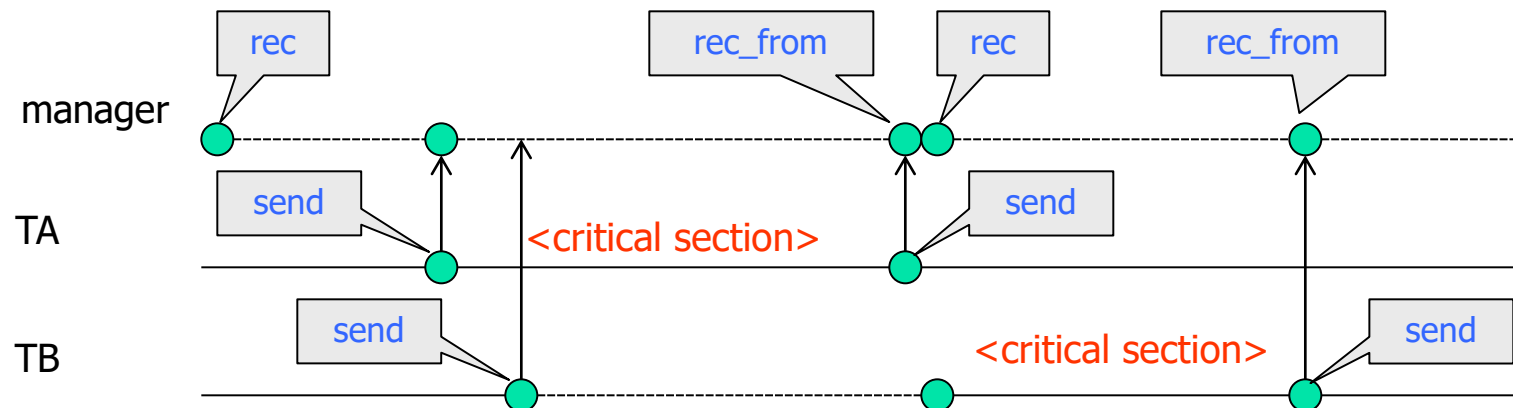 rec
rec_from
rec
rec_from
manager
send
send
TA
<critical section>
send
send
TB
<critical section>